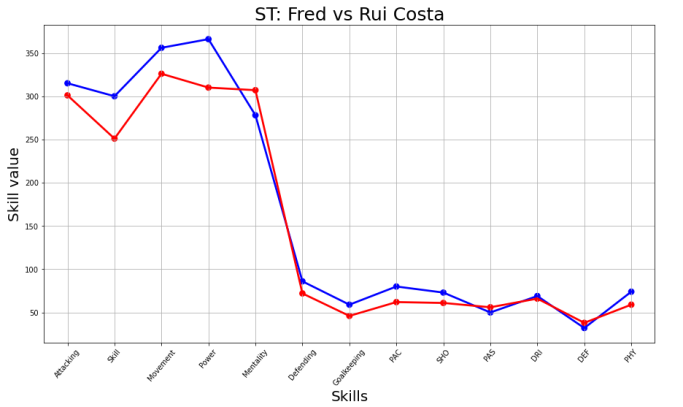 ST: Fred vs Rui Costa
Skill value
350
300
250
200
150
100
50
Attacking
Skill
Movement
Power
Mentality
Defending
Goalkeeping
PAC
SHO
PAS
DRI
DEF
PHY
Skills